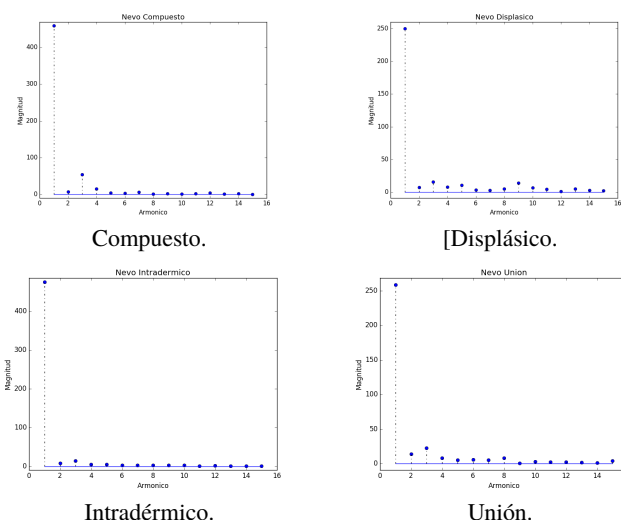 Nevo Compuesto
400
300
200
100
0
Magnitud
0 2 4 6 8 10 12 14 16
Armonico
Compuesto.
Nevo Displasico
250
200
150
100
50
0
Magnitud
0 2 4 6 8 10 12 14 16
Armonico
[Displásico.
Nevo Intradermico
400
300
200
100
0
Magnitud
0 2 4 6 8 10 12 14 16
Armonico
Intradérmico.
Nevo Union
250
200
150
100
50
0
Magnitud
0 2 4 6 8 10 12 14
Armonico
Unión.